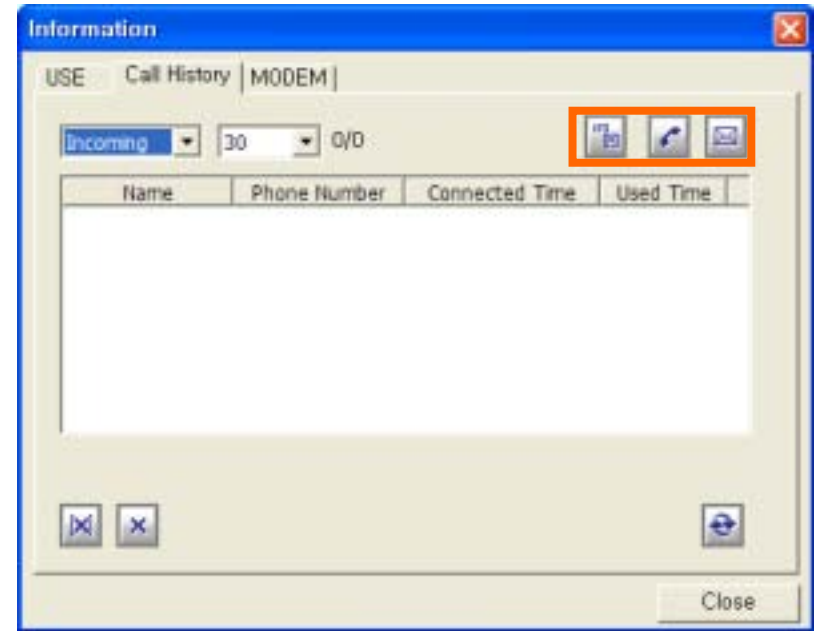 Information
USE Call History MODEM
Incoming 30 0/0
Name Phone Number Connected Time Used Time
Close